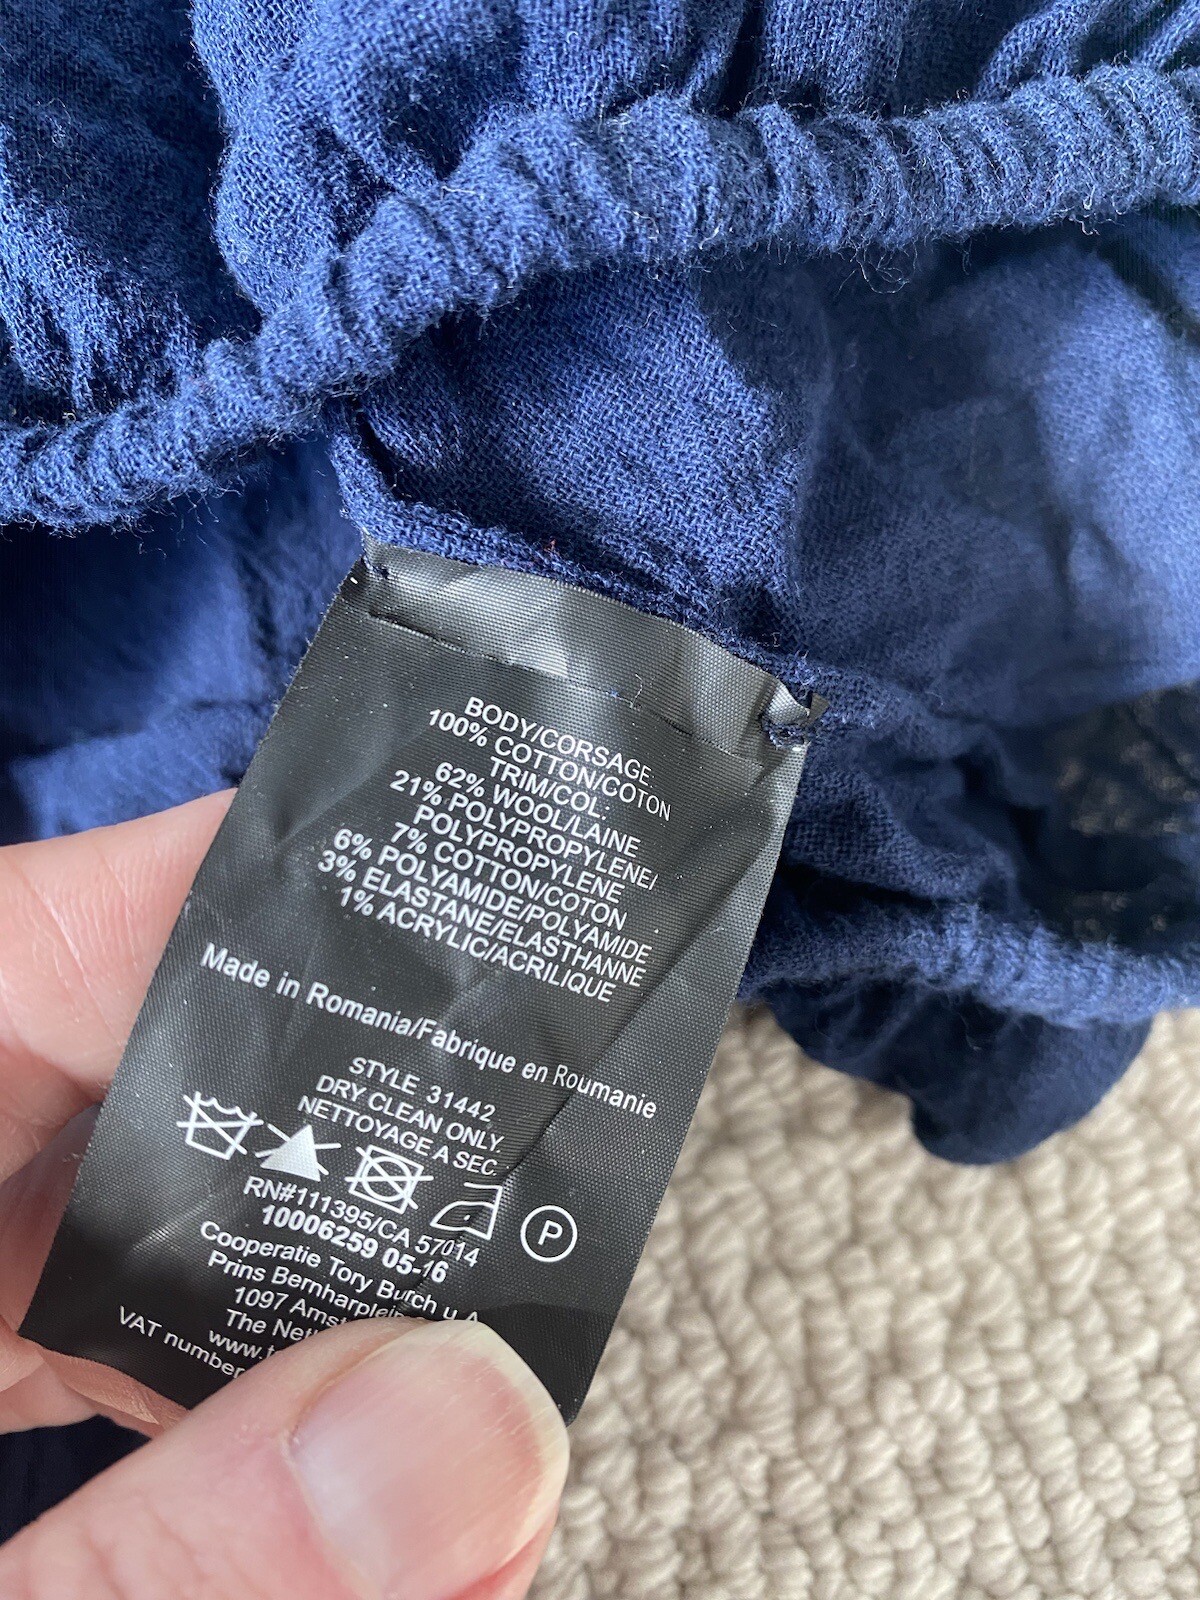 BODY/CORSAGE:
100% COTTON/COTON
TRIM/COL:
62% WOOL/LAINE
21% POLYPROPYLENE/
POLYPROPYLENE
7% COTTON/COTON
6% POLYAMIDE/POLYAMIDE
3% ELASTANE/ELASTHANNE
1% ACRYLIC/ACRILIQUE
Made in Romania/Fabrique en Roumanie
STYLE 31442
DRY CLEAN ONLY.
NETTOYAGE A SEC.
P
RN#111395/CA 57014
10006259 05-16
Cooperatie Tory Burch u.A.
Prins Bernharplein
1097
The
VAT number